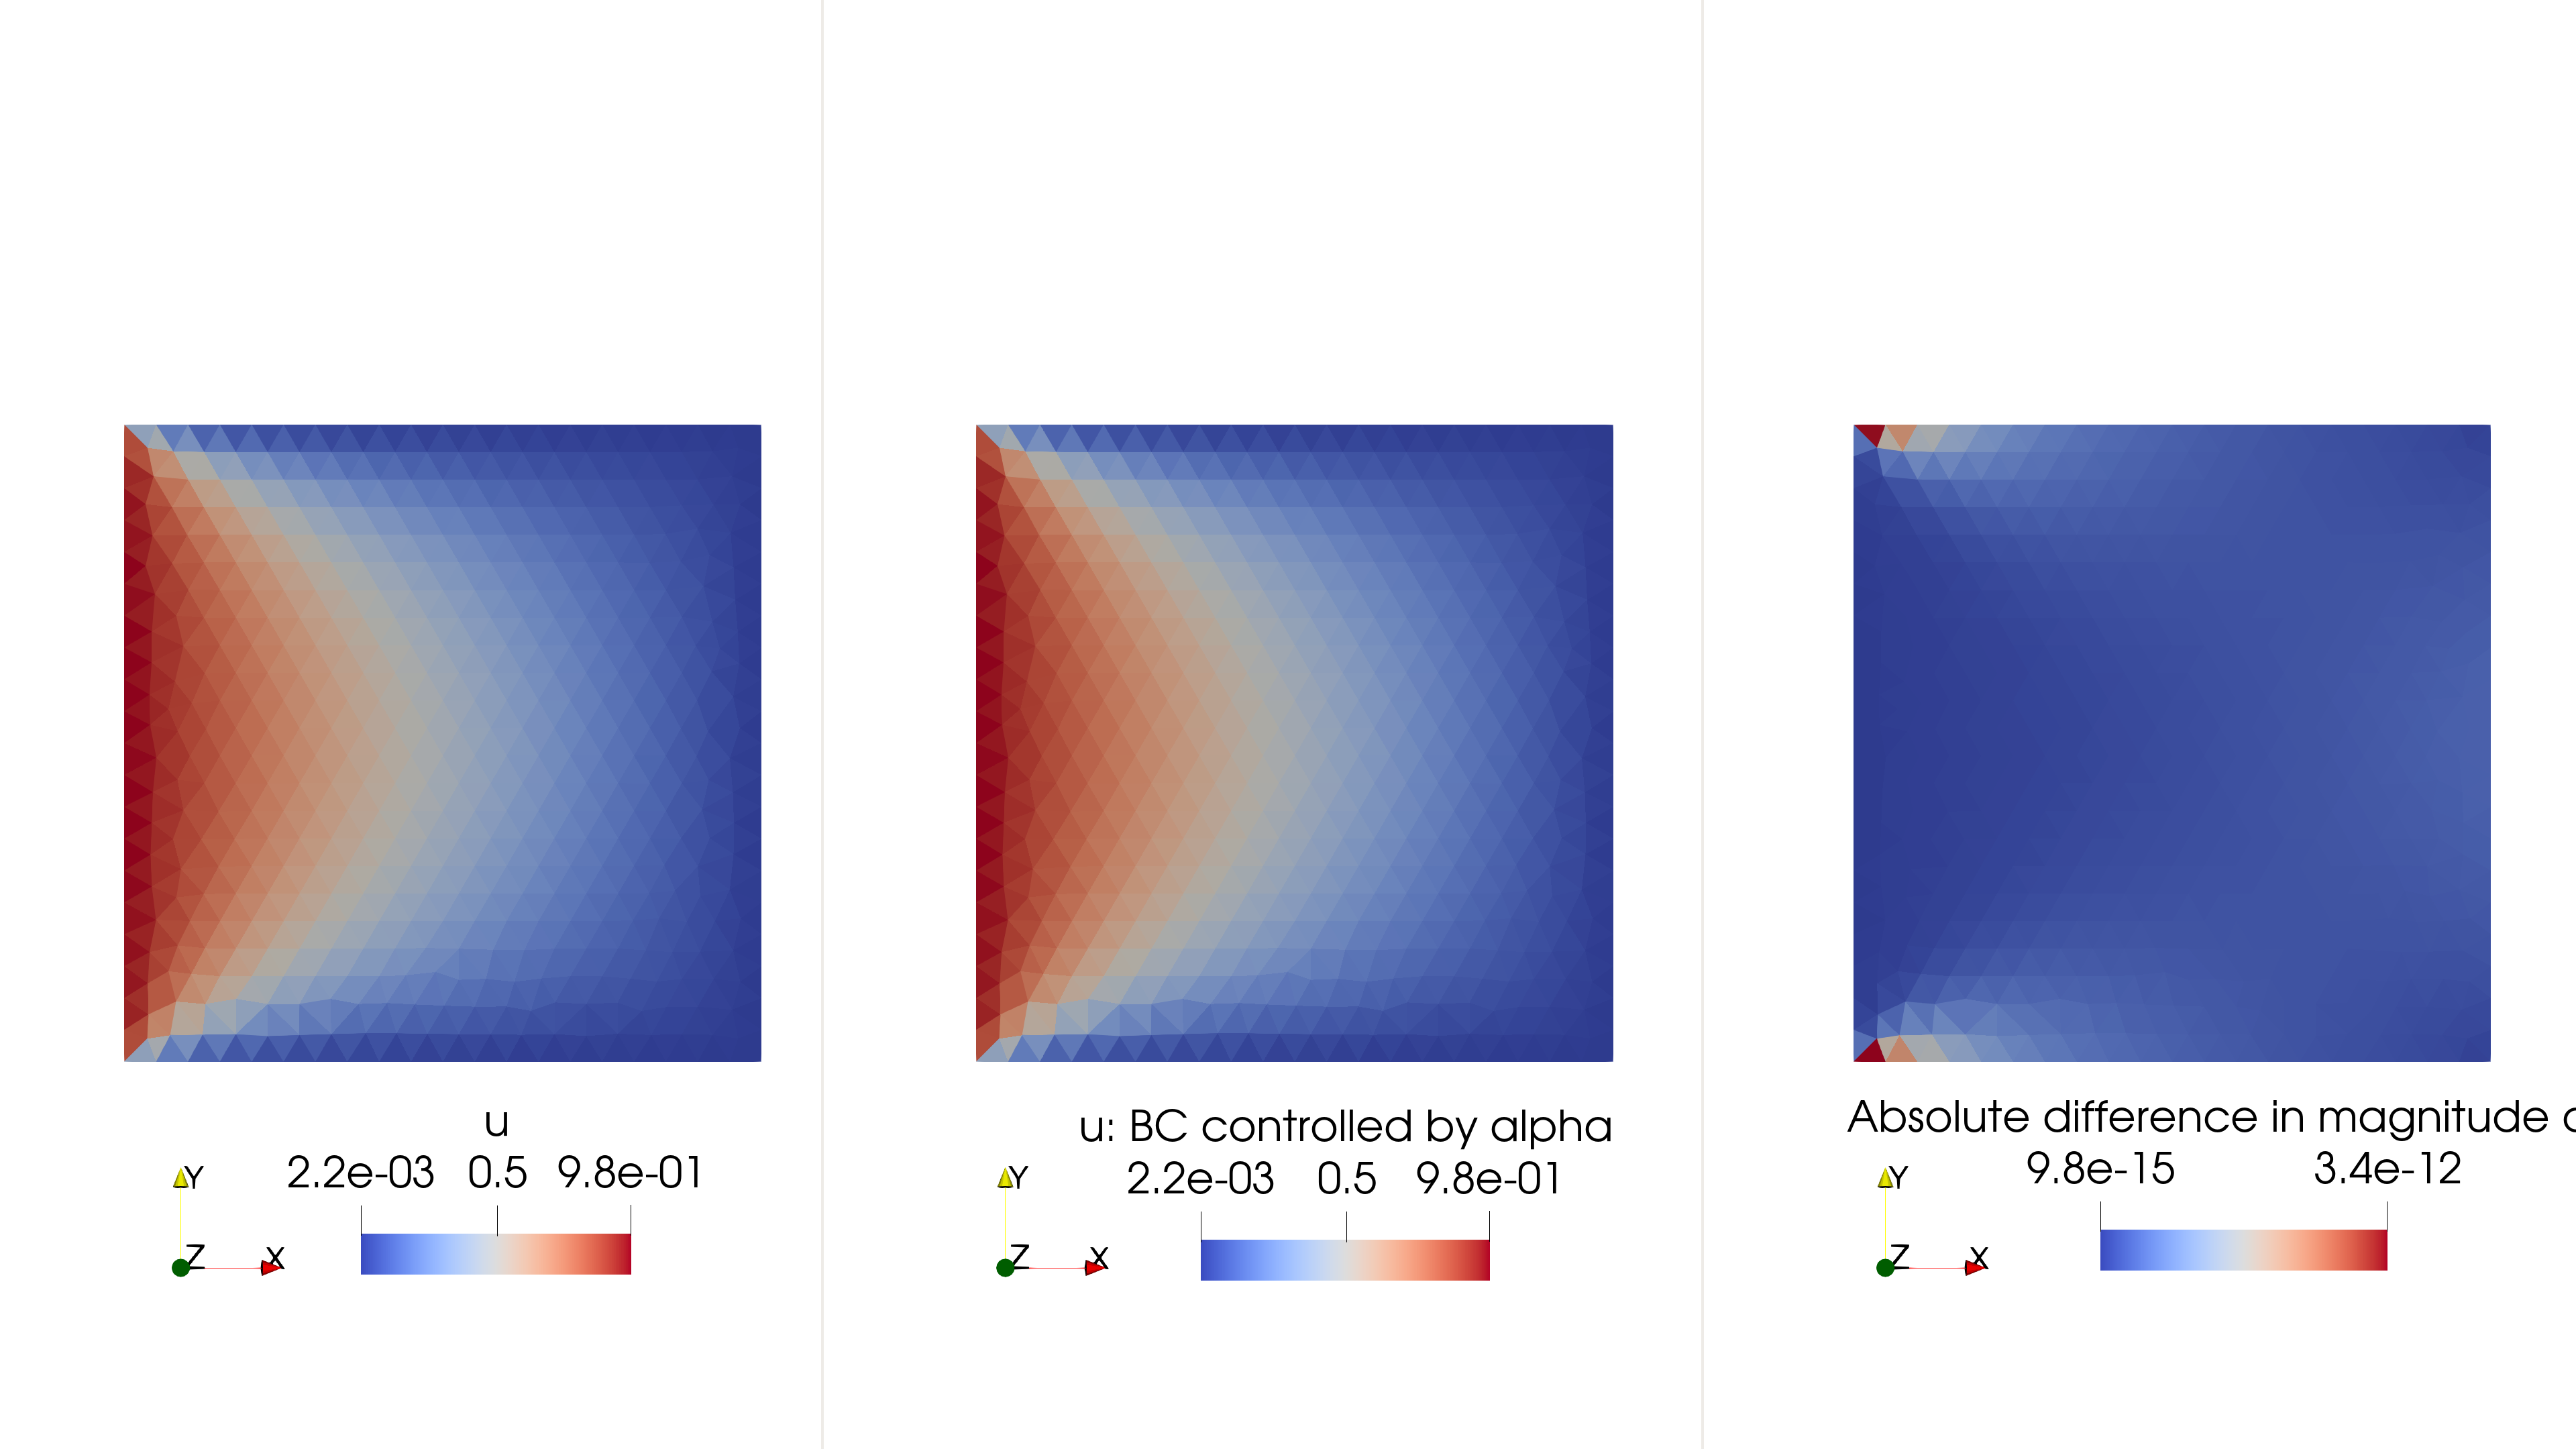 u
2.2e-03 0.5 9.8e-01
Y
Z X
u: BC controlled by alpha
2.2e-03 0.5 9.8e-01
Y
Z X
Absolute difference in magnitude
9.8e-15 3.4e-12
Y
Z X